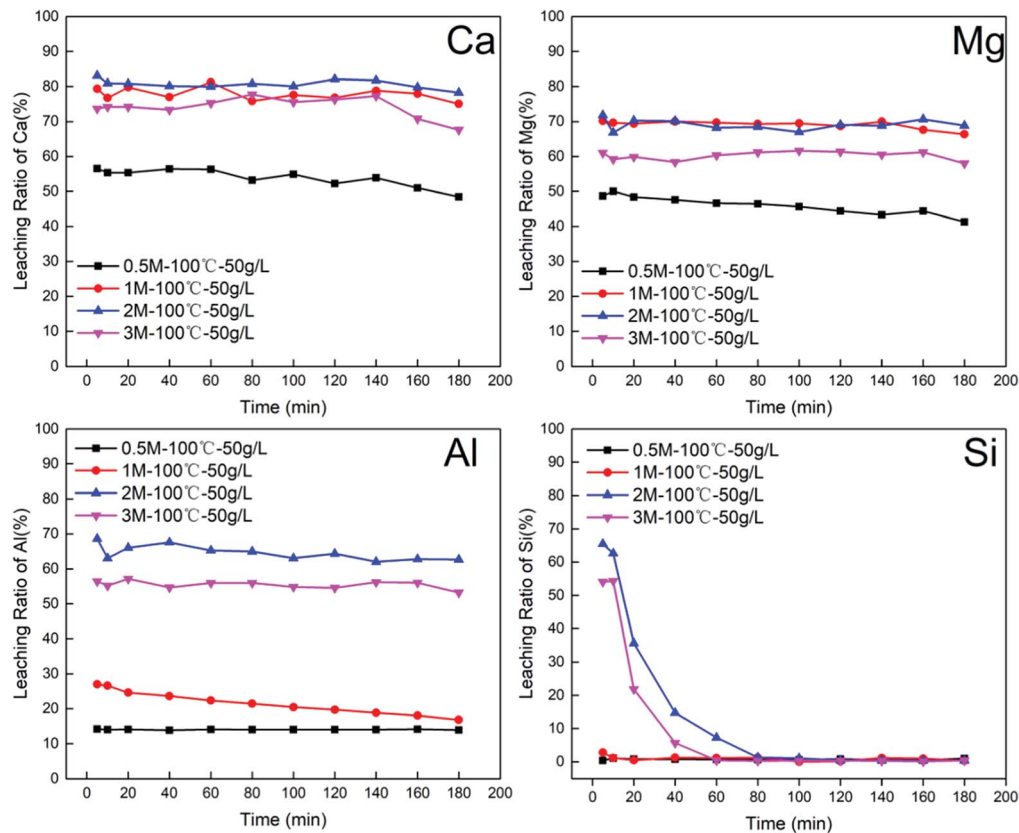 Ca
100
90
80
70
60
50
40
30
20
10
0
Leaching Ratio of Ca(%)
0.5M-100℃-50g/L
1M-100℃-50g/L
2M-100℃-50g/L
3M-100℃-50g/L
0 20 40 60 80 100 120 140 160 180 200
Time (min)
Mg
100
90
80
70
60
50
40
30
20
10
0
Leaching Ratio of Mg(%)
0.5M-100℃-50g/L
1M-100℃-50g/L
2M-100℃-50g/L
3M-100℃-50g/L
0 20 40 60 80 100 120 140 160 180 200
Time (min)
Al
100
90
80
70
60
50
40
30
20
10
0
Leaching Ratio of Al(%)
0.5M-100℃-50g/L
1M-100℃-50g/L
2M-100℃-50g/L
3M-100℃-50g/L
0 20 40 60 80 100 120 140 160 180 200
Time (min)
Si
100
90
80
70
60
50
40
30
20
10
0
Leaching Ratio of Si(%)
0.5M-100℃-50g/L
1M-100℃-50g/L
2M-100℃-50g/L
3M-100℃-50g/L
0 20 40 60 80 100 120 140 160 180 200
Time (min)